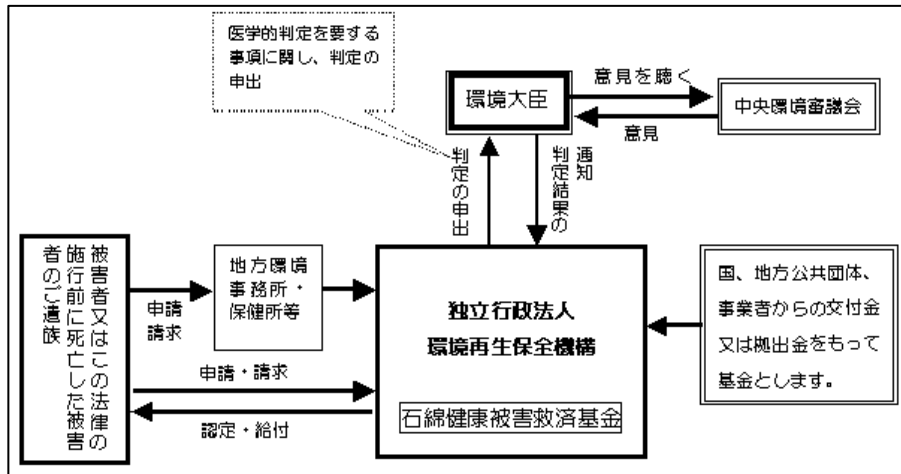 医学的判定を要する
事項に関し、判定の
申出
環境大臣
意見を聴く
意見
中央環境審議会
判定の申出
通知
判定結果の
被害者又はこの法律の
施行前に死亡した被害
者のご遺族
申請
請求
地方環境
事務所・
保健所等
申請・請求
認定・給付
独立行政法人
環境再生保全機構
石綿健康被害救済基金
国、地方公共団体、
事業者からの交付金
又は拠出金をもって
基金とします。